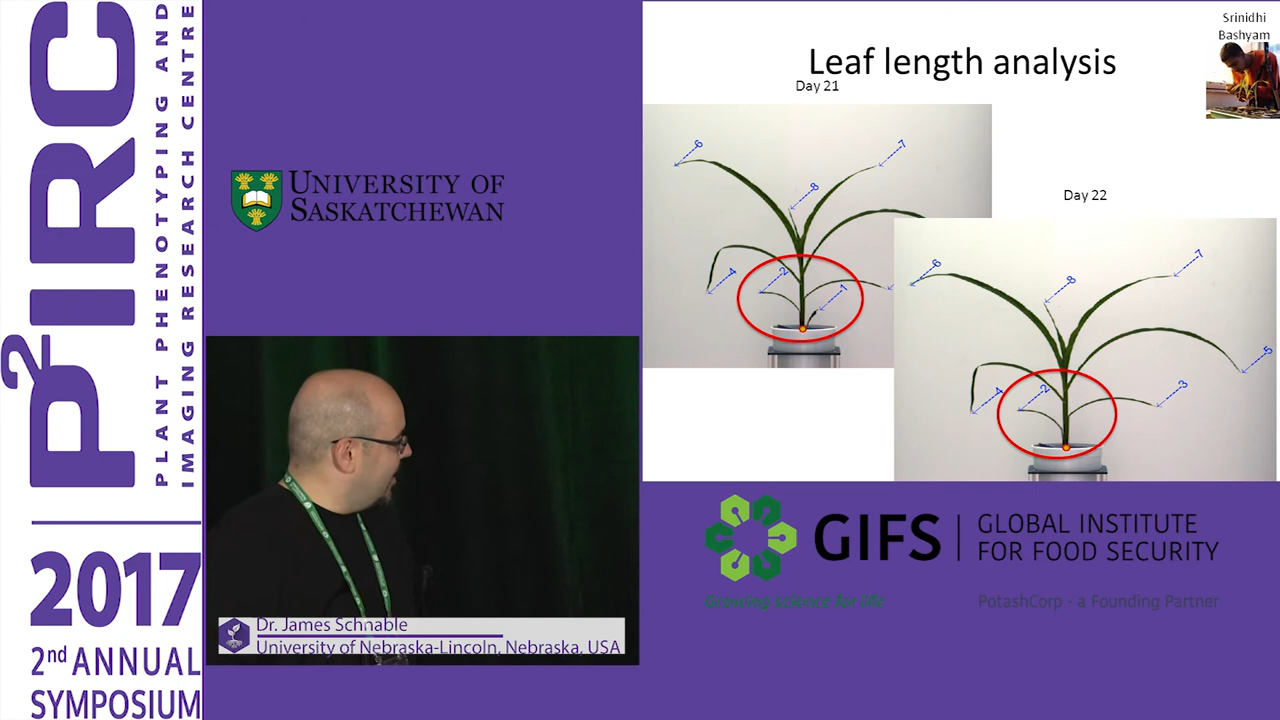 P2IRC
PLANT PHENOTYPING AND
IMAGING RESEARCH CENTRE
2017
2nd ANNUAL
SYMPOSIUM
UNIVERSITY OF
SASKATCHEWAN
Dr. James Schnable
University of Nebraska-Lincoln, Nebraska, USA
Leaf length analysis
Srinidhi
Bashyam
Day 21
6
7
8
4
2
1
Day 22
6
7
8
5
4
2
3
GIFS
GLOBAL INSTITUTE
FOR FOOD SECURITY
Growing science for life
PotashCorp - a Founding Partner